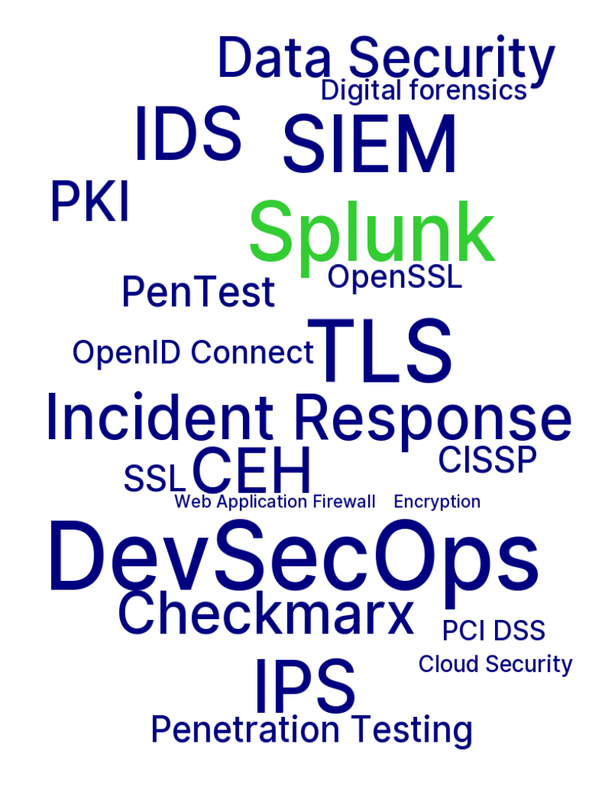 Data Security
Digital forensics
IDS SIEM
PKI
Splunk
OpenSSL
PenTest
OpenID Connect TLS
Incident Response
CISSP
SSL CEH
Web Application Firewall Encryption
DevSecOps
Checkmarx
PCI DSS
Cloud Security
IPS
Penetration Testing